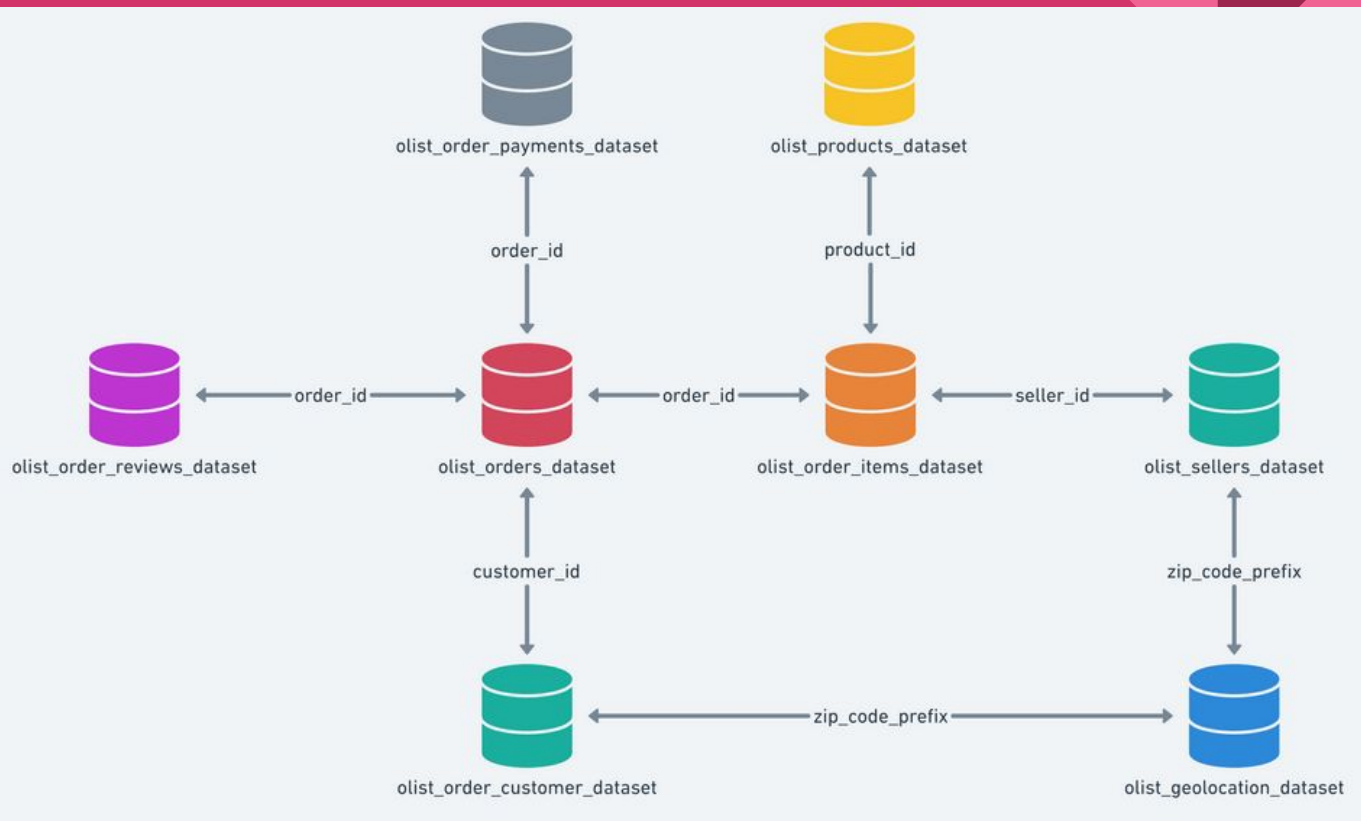 olist_order_payments_dataset
olist_products_dataset
order_id
product_id
order_id
order_id
seller_id
olist_order_reviews_dataset
olist_orders_dataset
olist_order_items_dataset
olist_sellers_dataset
customer_id
zip_code_prefix
zip_code_prefix
olist_order_customer_dataset
olist_geolocation_dataset